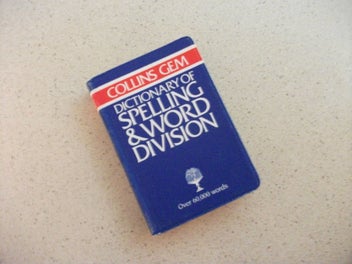 COLLINS GEM
DICTIONARY OF
SPELLING
& WORD
DIVISION
Over 60,000 words